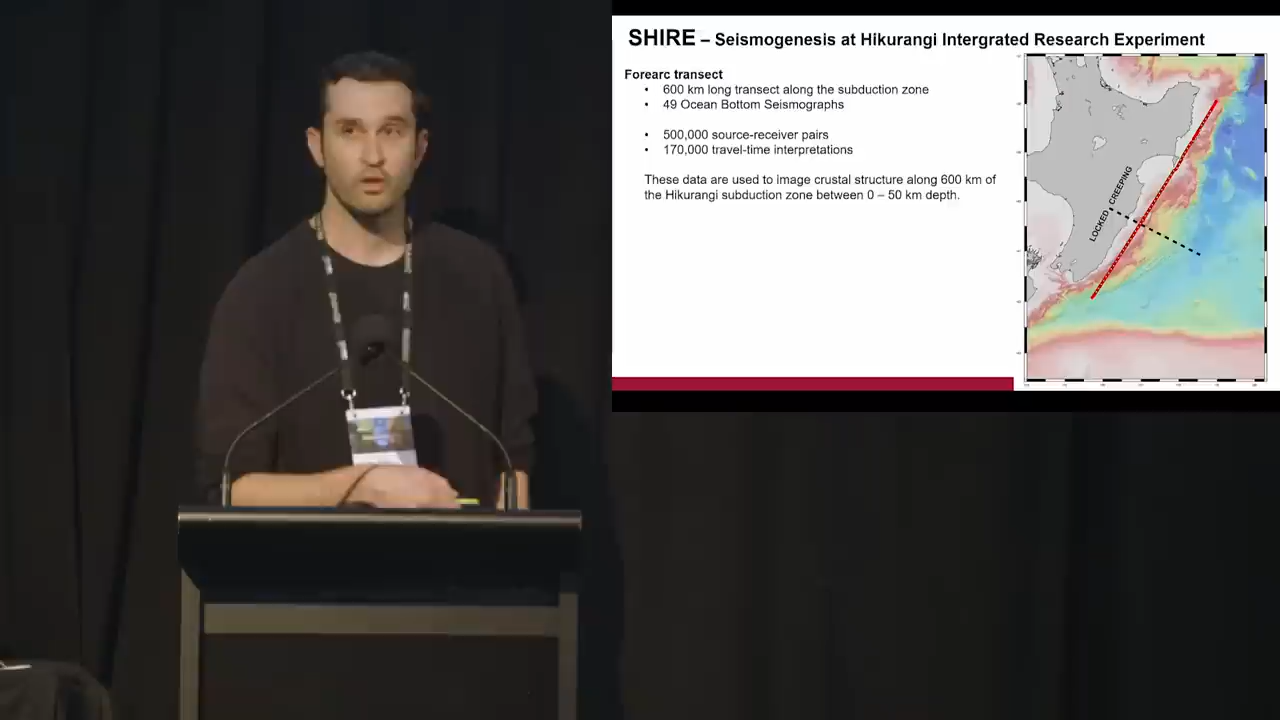 SHIRE – Seismogenesis at Hikurangi Intergrated Research Experiment
Forearc transect
• 600 km long transect along the subduction zone
• 49 Ocean Bottom Seismographs
• 500,000 source-receiver pairs
• 170,000 travel-time interpretations
These data are used to image crustal structure along 600 km of
the Hikurangi subduction zone between 0 – 50 km depth.
CREEPING
LOCKED